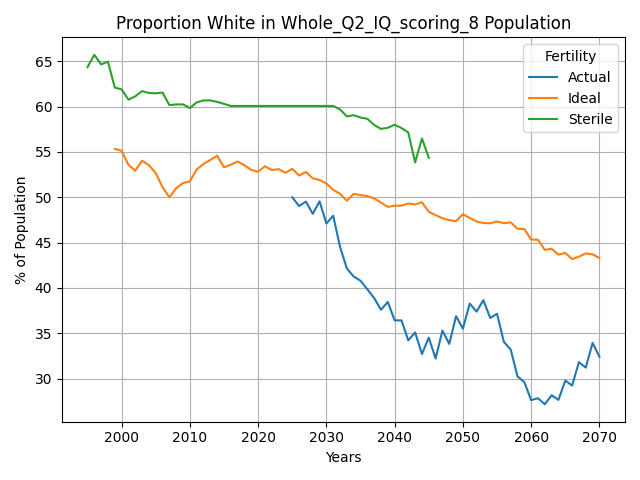 Proportion White in Whole_Q2_IQ_scoring_8 Population
Fertility
Actual
Ideal
Sterile
% of Population
65
60
55
50
45
40
35
30
2000 2010 2020 2030 2040 2050 2060 2070
Years